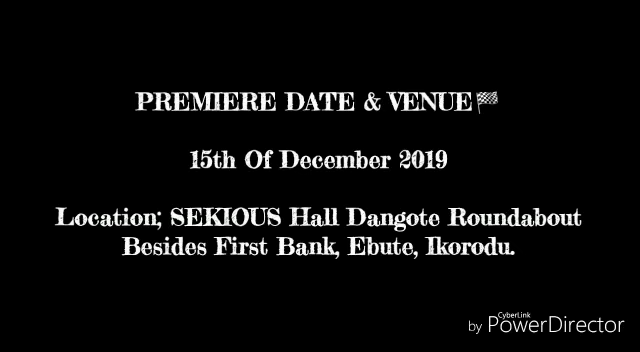 PREMIERE DATE & VENUE🏁
15th Of December 2019
Location; SEKIOUS Hall Dangote Roundabout
Besides First Bank, Ebute, Ikorodu.
CyberLink
by PowerDirector